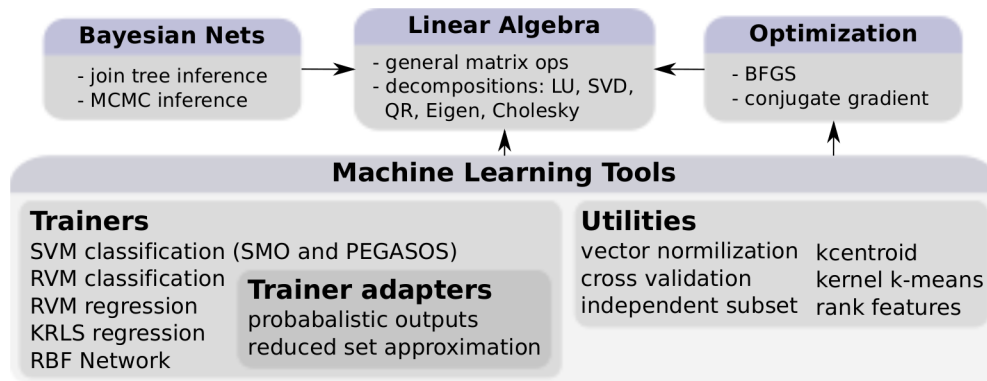 Bayesian Nets
- join tree inference
- MCMC inference
Linear Algebra
- general matrix ops
- decompositions: LU, SVD,
QR, Eigen, Cholesky
Optimization
- BFGS
- conjugate gradient
Machine Learning Tools
Trainers
SVM classification (SMO and PEGASOS)
RVM classification
RVM regression
KRLS regression
RBF Network
Trainer adapters
probabalistic outputs
reduced set approximation
Utilities
vector normilization
cross validation
independent subset
kcentroid
kernel k-means
rank features